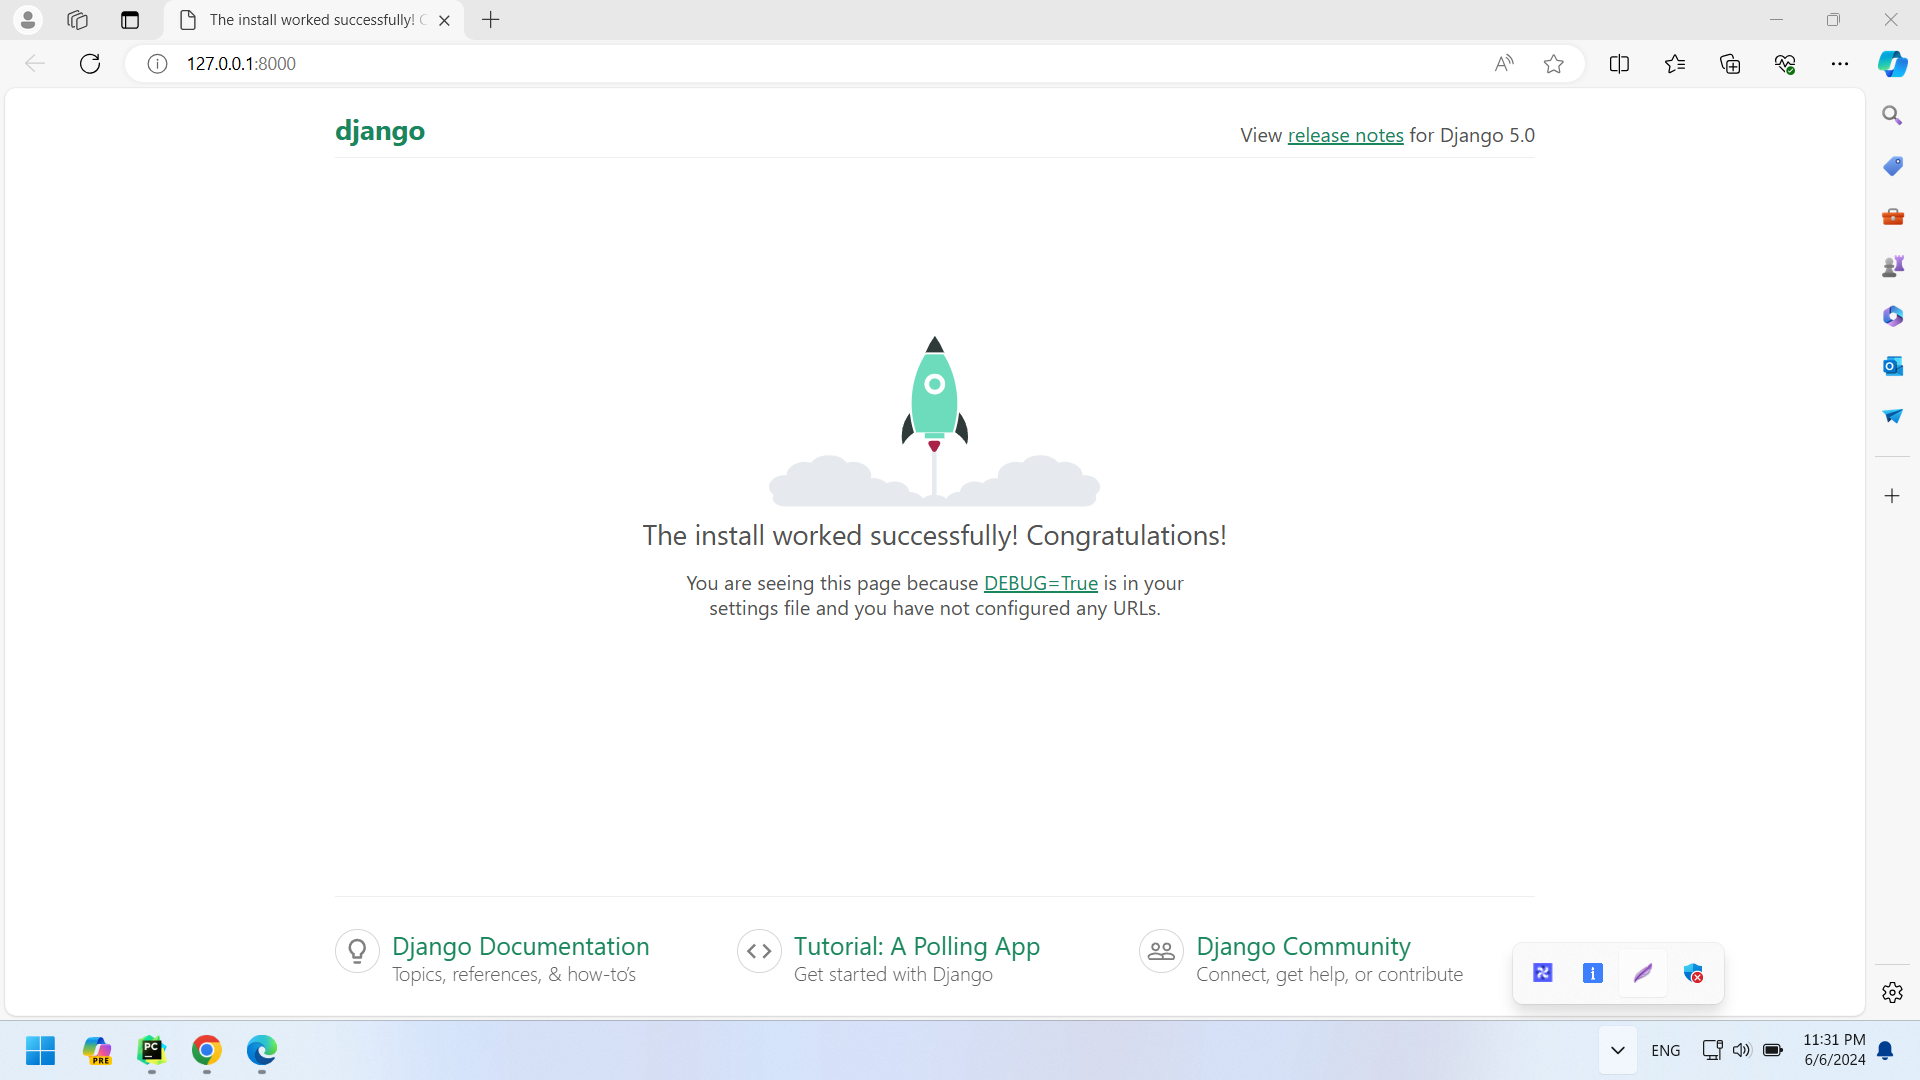 The install worked successfully! C
127.0.0.1:8000
django
View release notes for Django 5.0
The install worked successfully! Congratulations!
You are seeing this page because DEBUG=True is in your
settings file and you have not configured any URLs.
Django Documentation
Topics, references, & how-to’s
Tutorial: A Polling App
Get started with Django
Django Community
Connect, get help, or contribute
PRE
PC
ENG
11:31 PM
6/6/2024